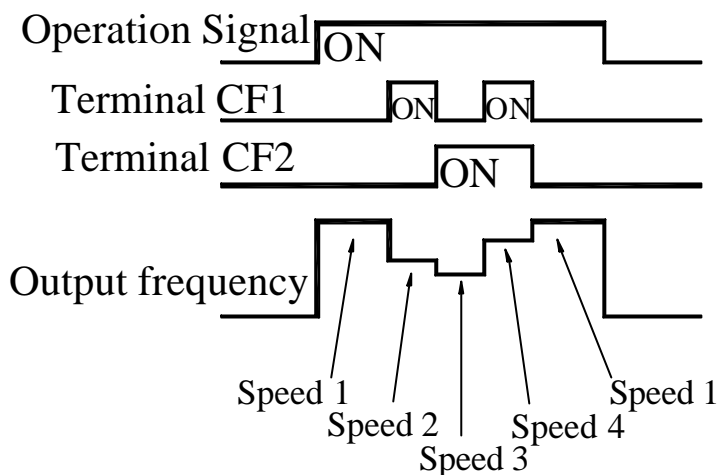 Operation Signal
ON
Terminal CF1
ON
ON
Terminal CF2
ON
Output frequency
Speed 1
Speed 2
Speed 3
Speed 4
Speed 1